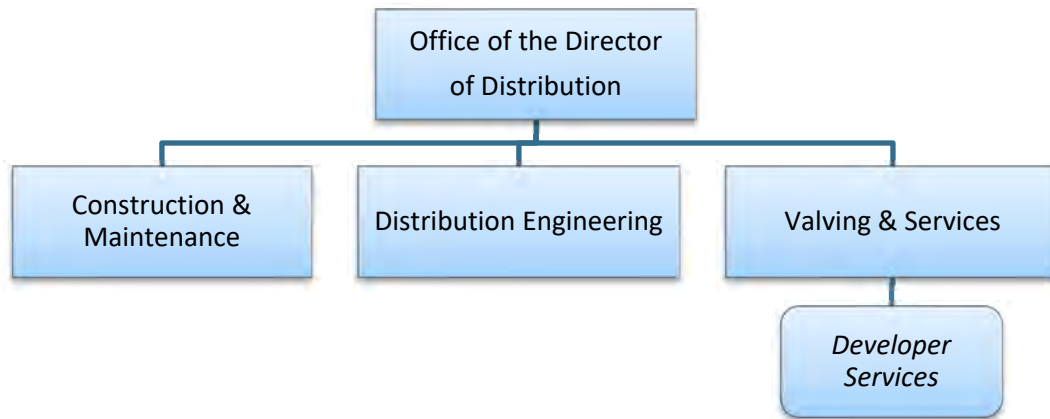 Office of the Director
of Distribution
Construction &
Maintenance
Distribution Engineering
Valving & Services
Developer
Services